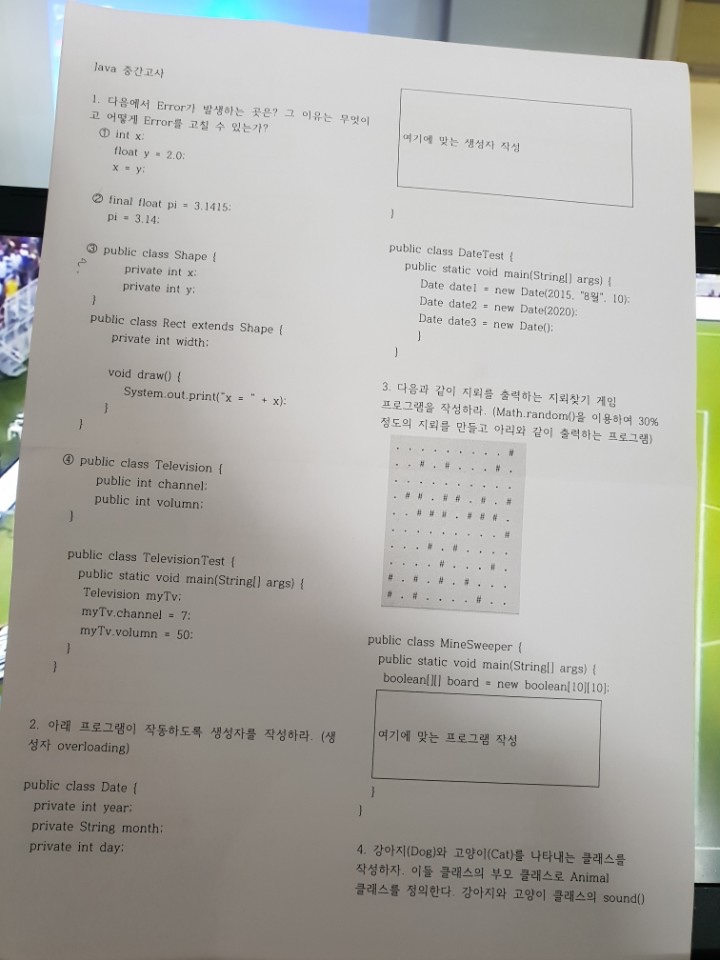 Java 중간고사
1. 다음에서 Error가 발생하는 곳은? 그 이유는 무엇이
고 어떻게 Error를 고칠 수 있는가?
① int x;
float y = 2.0;
x = y;
② final float pi = 3.1415;
pi = 3.14;
③ public class Shape {
private int x;
private int y;
}
public class Rect extends Shape {
private int width;
void draw() {
System.out.print("x = " + x);
}
}
④ public class Television {
public int channel;
public int volumn;
}
public class TelevisionTest {
public static void main(String[] args) {
Television myTv;
myTv.channel = 7;
myTv.volumn = 50;
}
}
2. 아래 프로그램이 작동하도록 생성자를 작성하라. (생
성자 overloading)
public class Date {
private int year;
private String month;
private int day;
여기에 맞는 생성자 작성
}
public class DateTest {
public static void main(String[] args) {
Date date1 = new Date(2015, "8월", 10);
Date date2 = new Date(2020);
Date date3 = new Date();
}
}
3. 다음과 같이 지뢰를 출력하는 지뢰찾기 게임
프로그램을 작성하라. (Math.random()을 이용하여 30%
정도의 지뢰를 만들고 아리와 같이 출력하는 프로그램)
. . . . . . . . . #
. . # . # . . . # .
. . . . . . . . . .
. # # . # # . # . #
. . # # # . # # # .
. . . . . . . . . #
. . . # . # . . . .
. . . . # . . . # .
# . # . # . # . . .
# . # . . . . # . .
public class MineSweeper {
public static void main(String[] args) {
boolean[][] board = new boolean[10][10];
여기에 맞는 프로그램 작성
}
}
4. 강아지(Dog)와 고양이(Cat)를 나타내는 클래스를
작성하자. 이들 클래스의 부모 클래스로 Animal
클래스를 정의한다. 강아지와 고양이 클래스의 sound()